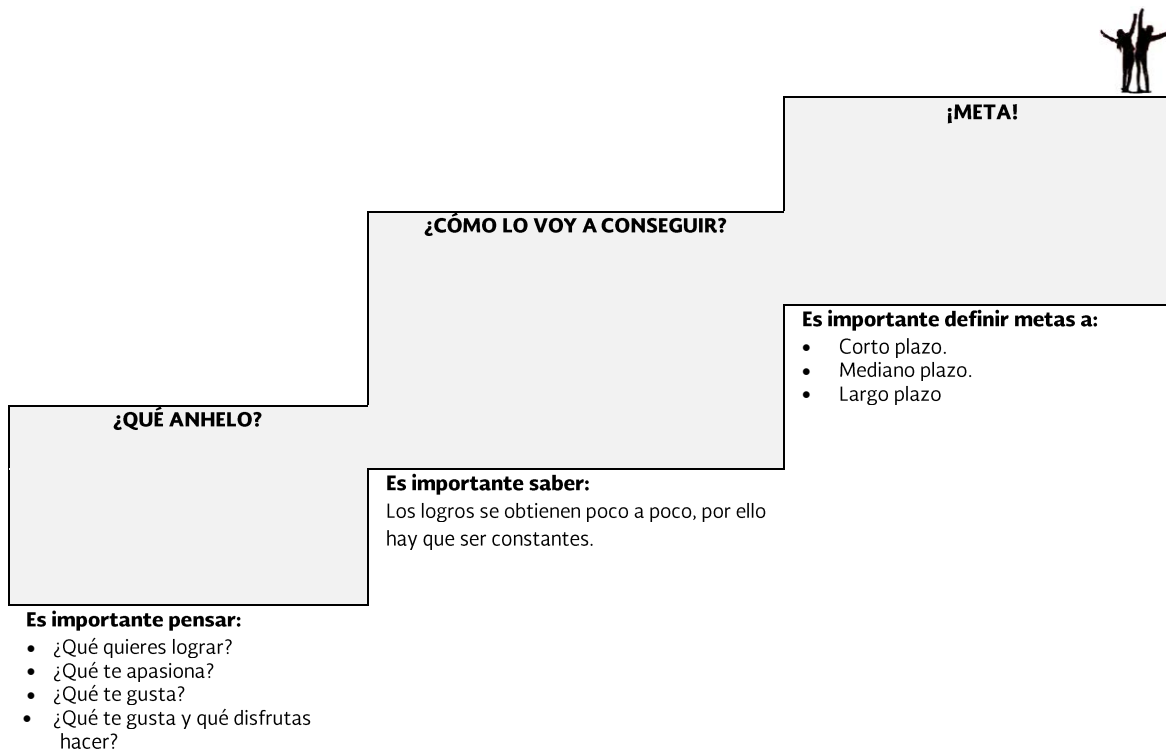 ¡META!
¿CÓMO LO VOY A CONSEGUIR?
Es importante definir metas a:
• Corto plazo.
• Mediano plazo.
• Largo plazo
¿QUÉ ANHELO?
Es importante saber:
Los logros se obtienen poco a poco, por ello
hay que ser constantes.
Es importante pensar:
• ¿Qué quieres lograr?
• ¿Qué te apasiona?
• ¿Qué te gusta?
• ¿Qué te gusta y qué disfrutas
hacer?